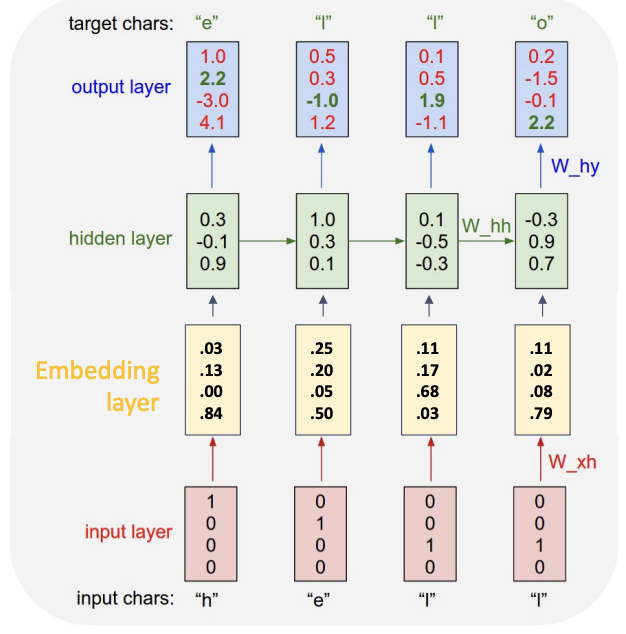 target chars: “e” “l” “l” “o”
output layer
1.0 0.5 0.1 0.2
2.2 0.3 0.5 -1.5
-3.0 -1.0 1.9 -0.1
4.1 1.2 -1.1 2.2
W_hy
hidden layer
0.3 1.0 0.1 -0.3
-0.1 0.3 -0.5 0.9
0.9 0.1 -0.3 0.7
W_hh
Embedding
layer
.03 .25 .11 .11
.13 .20 .17 .02
.00 .05 .68 .08
.84 .50 .03 .79
W_xh
input layer
1 0 0 0
0 1 0 0
0 0 1 1
0 0 0 0
input chars: “h” “e” “l” “l”